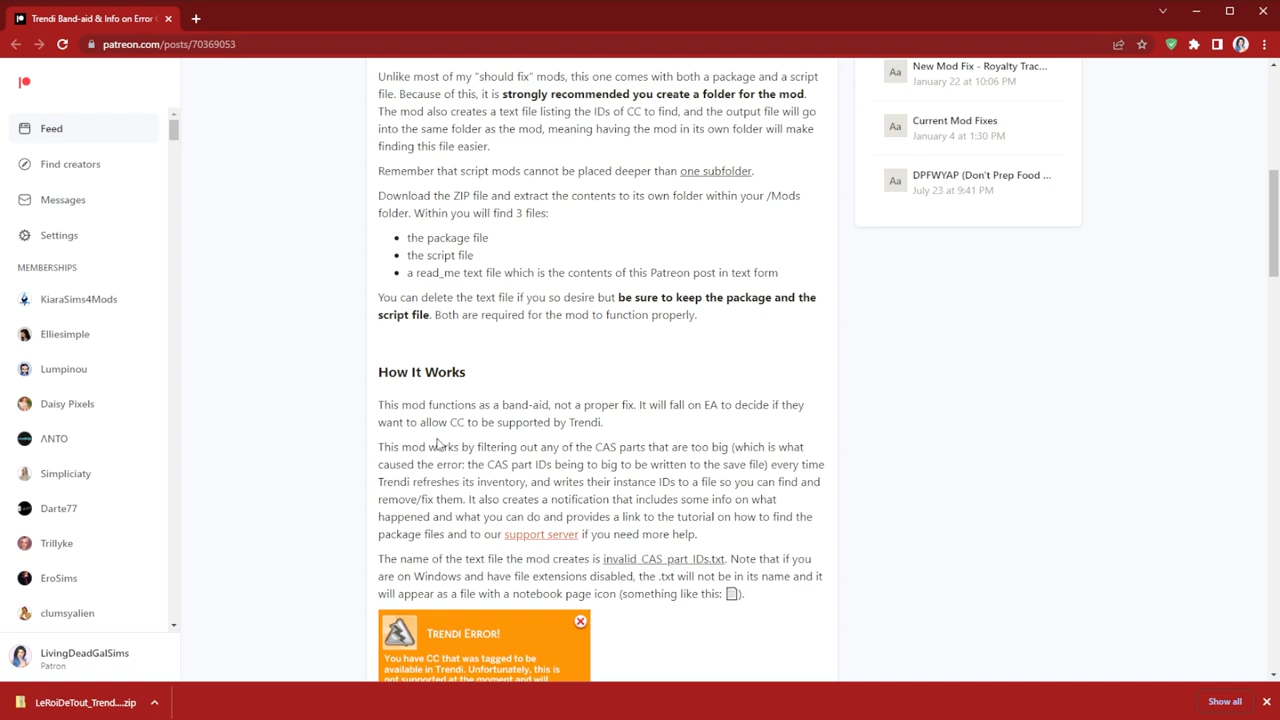 Trendi Band-aid & Info on Error
patreon.com/posts/70369053
Feed
Find creators
Messages
Settings
MEMBERSHIPS
KiaraSims4Mods
Elliesimple
Lumpinou
Daisy Pixels
ANTO
Simpliciaty
Darte77
Trillyke
EroSims
clumsyalien
LivingDeadGalSims
Patron
Unlike most of my "should fix" mods, this one comes with both a package and a script
file. Because of this, it is strongly recommended you create a folder for the mod.
The mod also creates a text file listing the IDs of CC to find, and the output file will go
into the same folder as the mod, meaning having the mod in its own folder will make
finding this file easier.
Remember that script mods cannot be placed deeper than one subfolder.
Download the ZIP file and extract the contents to its own folder within your /Mods
folder. Within you will find 3 files:
• the package file
• the script file
• a read_me text file which is the contents of this Patreon post in text form
You can delete the text file if you so desire but be sure to keep the package and the
script file. Both are required for the mod to function properly.
How It Works
This mod functions as a band-aid, not a proper fix. It will fall on EA to decide if they
want to allow CC to be supported by Trendi.
This mod works by filtering out any of the CAS parts that are too big (which is what
caused the error: the CAS part IDs being to big to be written to the save file) every time
Trendi refreshes its inventory, and writes their instance IDs to a file so you can find and
remove/fix them. It also creates a notification that includes some info on what
happened and what you can do and provides a link to the tutorial on how to find the
package files and to our support server if you need more help.
The name of the text file the mod creates is invalid_CAS_part_IDs.txt. Note that if you
are on Windows and have file extensions disabled, the .txt will not be in its name and it
will appear as a file with a notebook page icon (something like this: ).
TRENDI ERROR!
You have CC that was tagged to be
available in Trendi. Unfortunately, this is
not supported at the moment and will
Aa
New Mod Fix - Royalty Trac...
January 22 at 10:06 PM
Aa
Current Mod Fixes
January 4 at 1:30 PM
Aa
DPFWYAP (Don't Prep Food ...
July 23 at 9:41 PM
LeRoiDeTout_Trend....zip
Show all